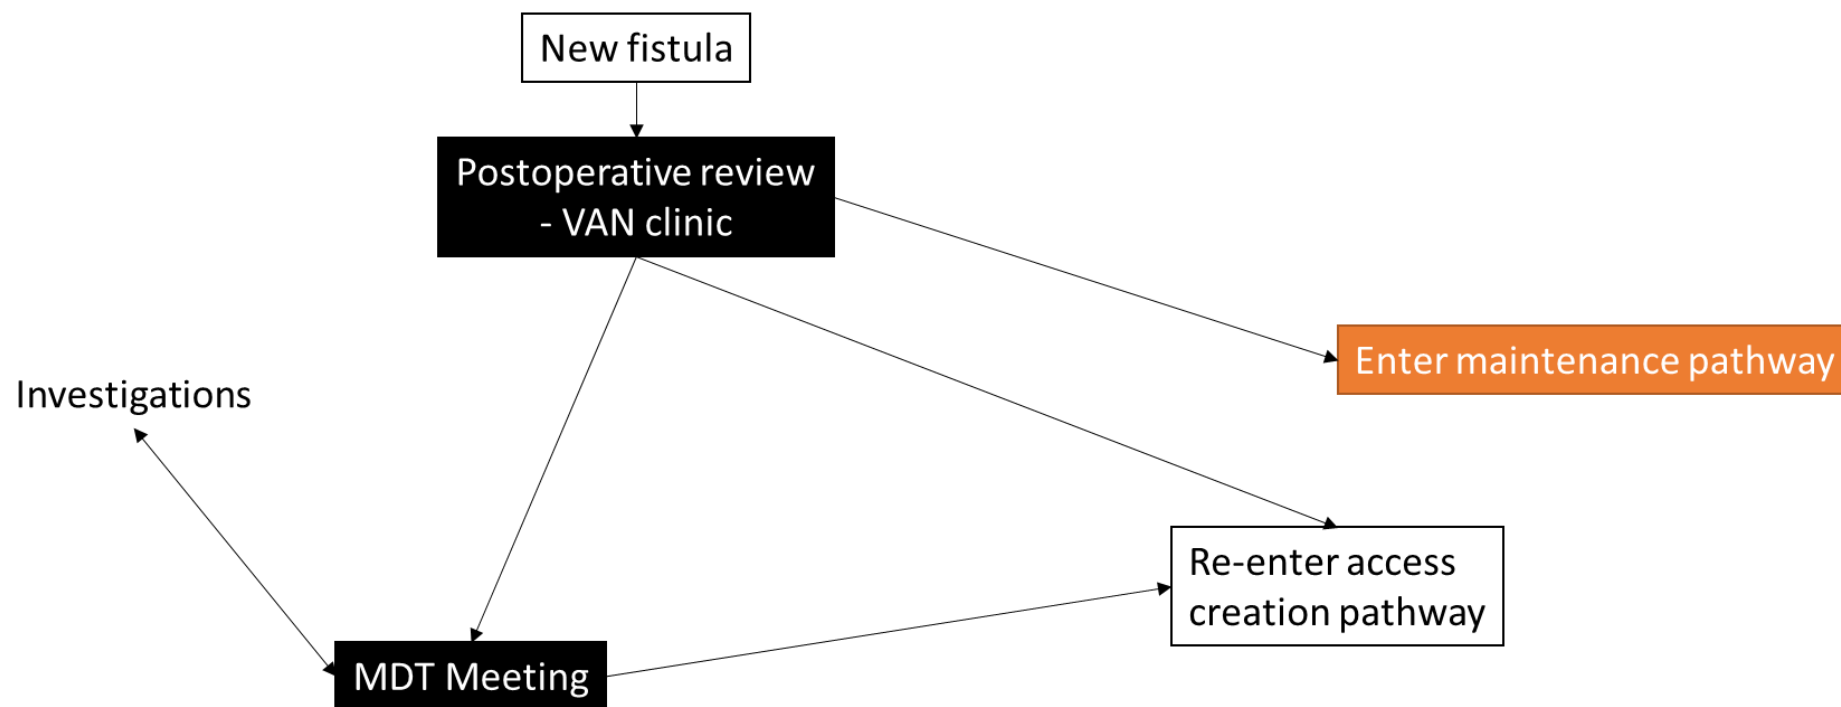 New fistula
Postoperative review
- VAN clinic
Enter maintenance pathway
Investigations
Re-enter access
creation pathway
MDT Meeting